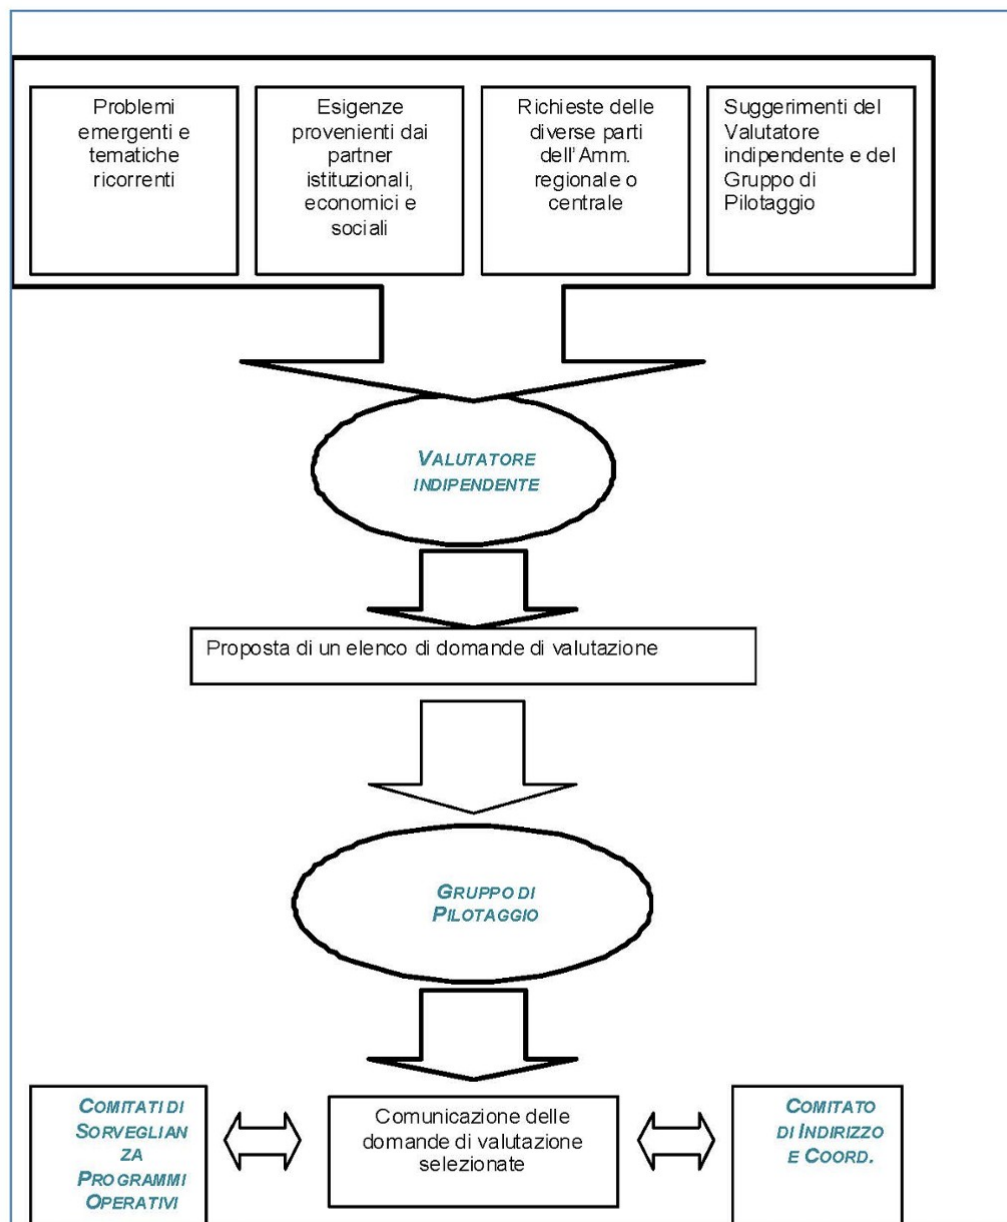 Problemi
emergenti e
tematiche
ricorrenti
Esigenze
provenienti dai
partner
istituzionali,
economici e
sociali
Richieste delle
diverse parti
dell'Amm.
regionale o
centrale
Suggerimenti del
Valutatore
indipendente e del
Gruppo di
Pilotaggio
VALUTATORE
INDIPENDENTE
Proposta di un elenco di domande di valutazione
GRUPPO DI
PILOTAGGIO
COMITATI DI
SORVEGLIAN
ZA
PROGRAMMI
OPERATIVI
Comunicazione delle
domande di valutazione
selezionate
COMITATO
DI INDIRIZZO
E COORD.